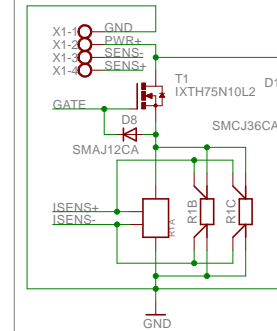 X1-1 GND
X1-2 PWR+
X1-3 SENS-
X1-4 SENS+
T1
IXTH75N10L2
D1
GATE
D8
SMAJ12CA
SMCJ36CA
ISENS+
ISENS-
R1A
R1B
R1C
GND